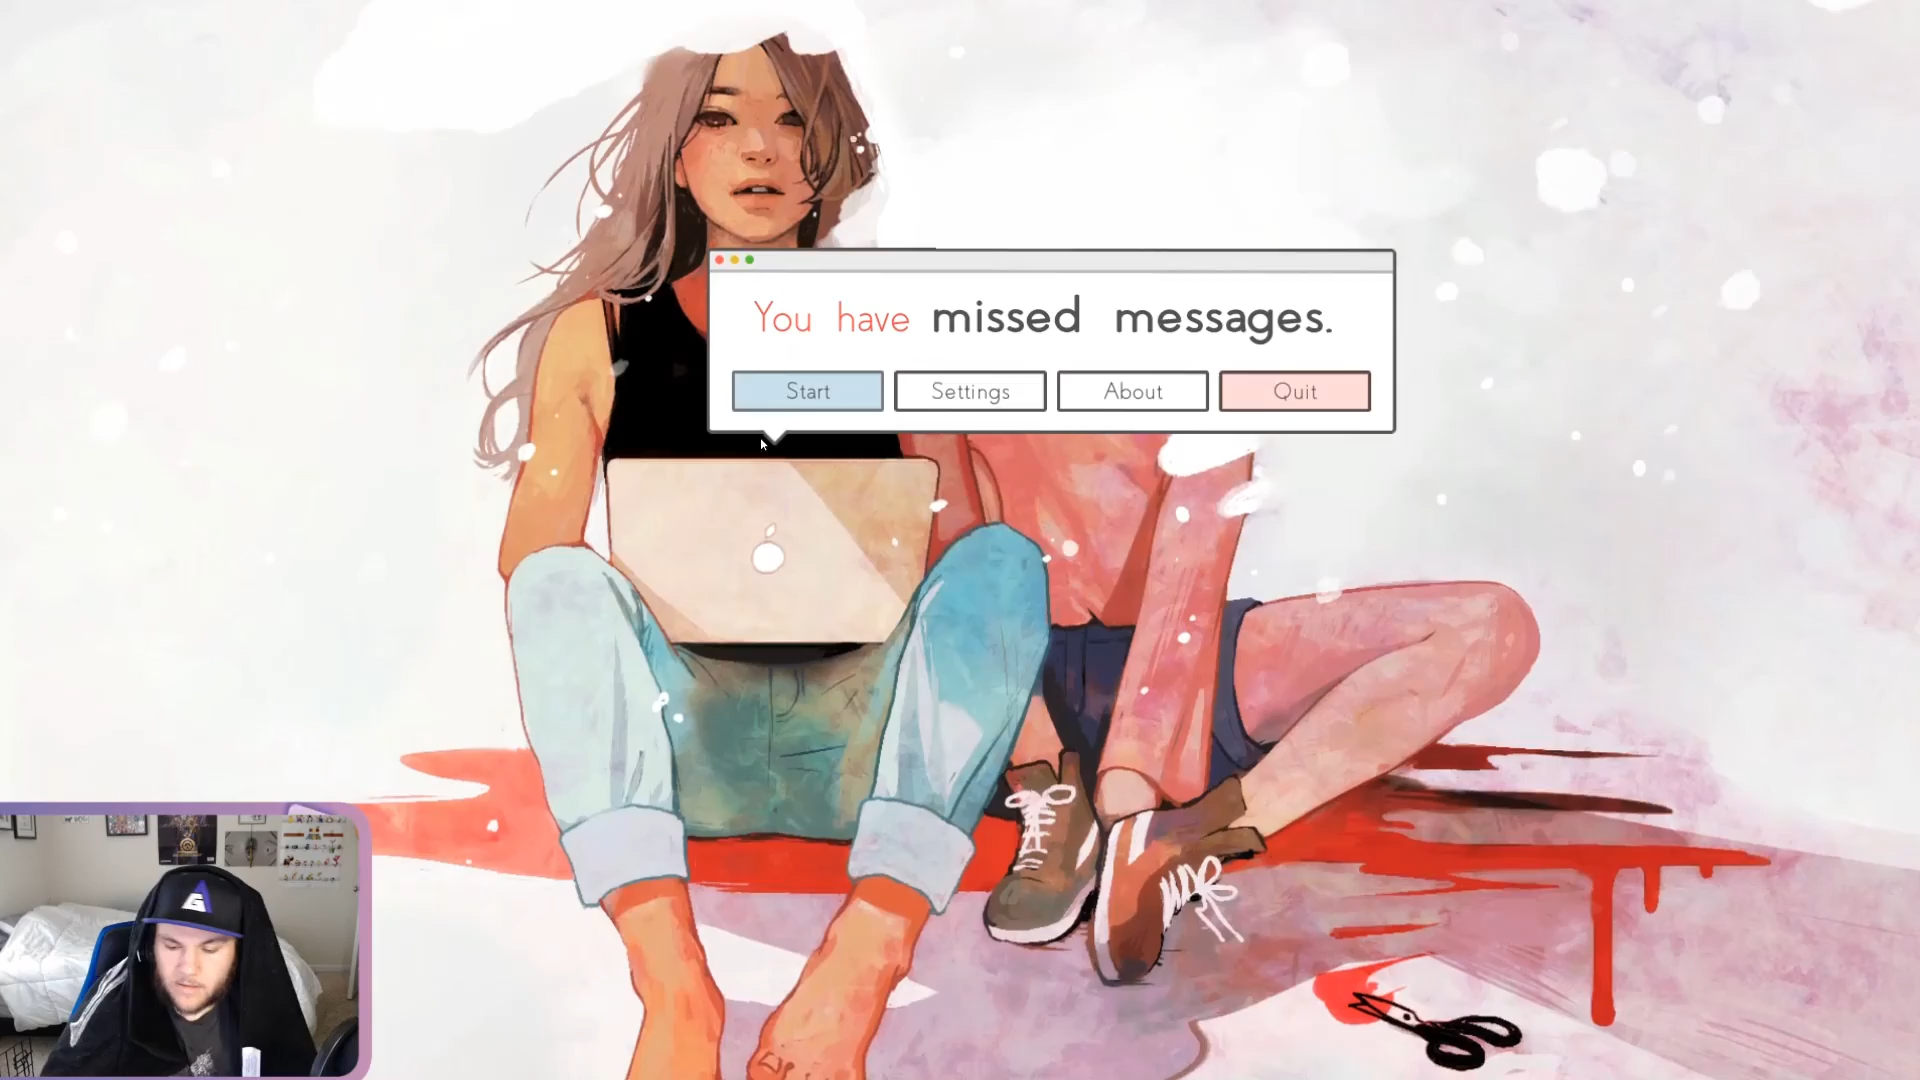 You have missed messages.
Start
Settings
About
Quit